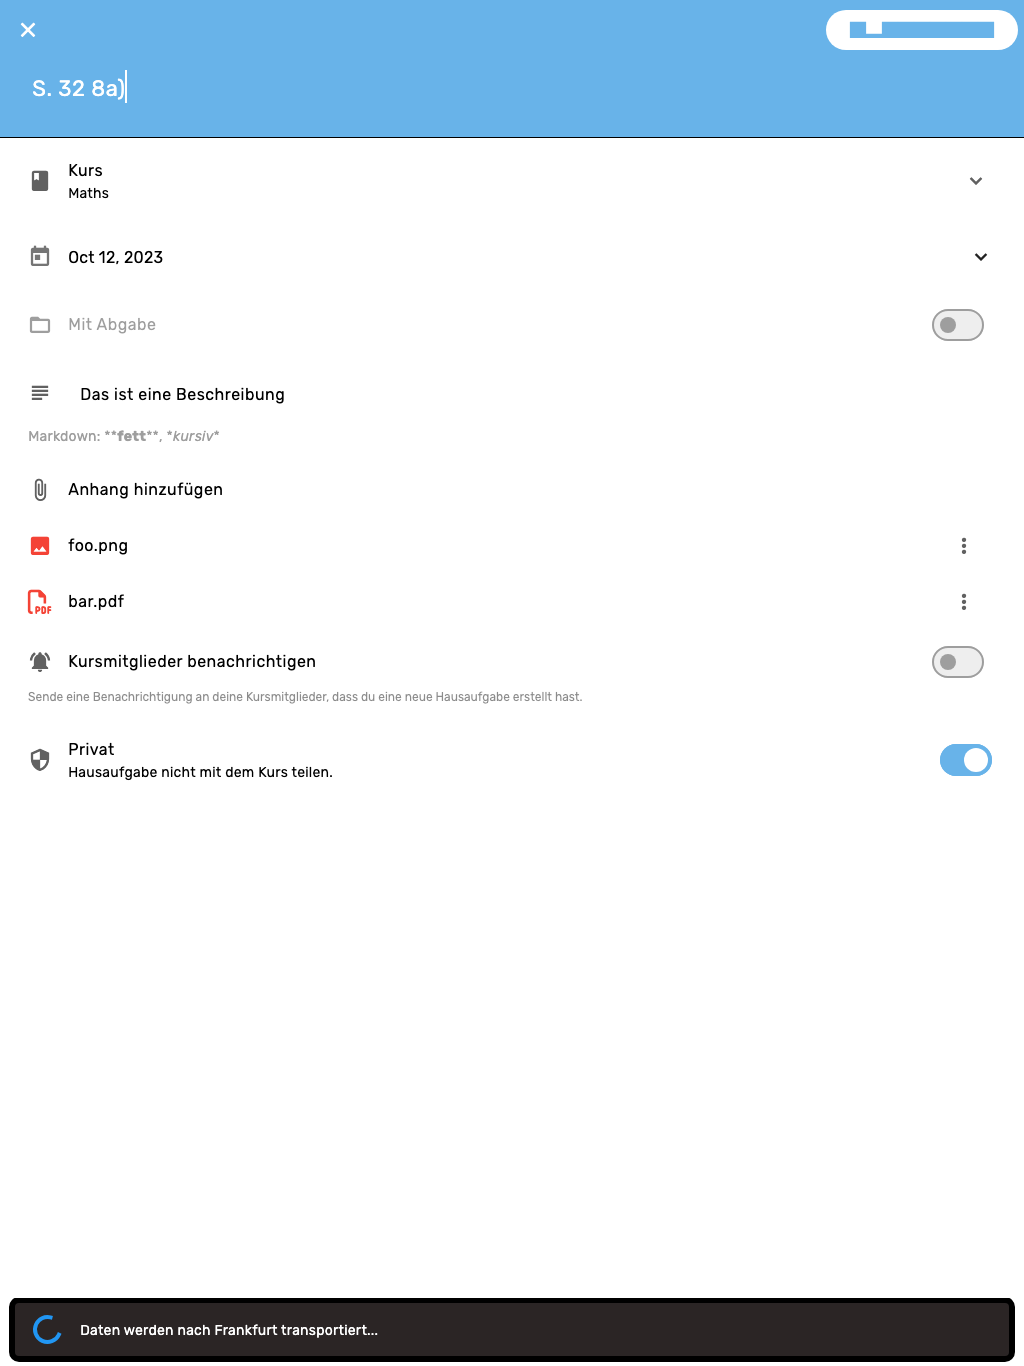 S. 32 8a)
Kurs
Maths
Oct 12, 2023
Mit Abgabe
Das ist eine Beschreibung
Markdown: **fett**, *kursiv*
Anhang hinzufügen
foo.png
PDF
bar.pdf
Kursmitglieder benachrichtigen
Sende eine Benachrichtigung an deine Kursmitglieder, dass du eine neue Hausaufgabe erstellt hast.
Privat
Hausaufgabe nicht mit dem Kurs teilen.
Daten werden nach Frankfurt transportiert...